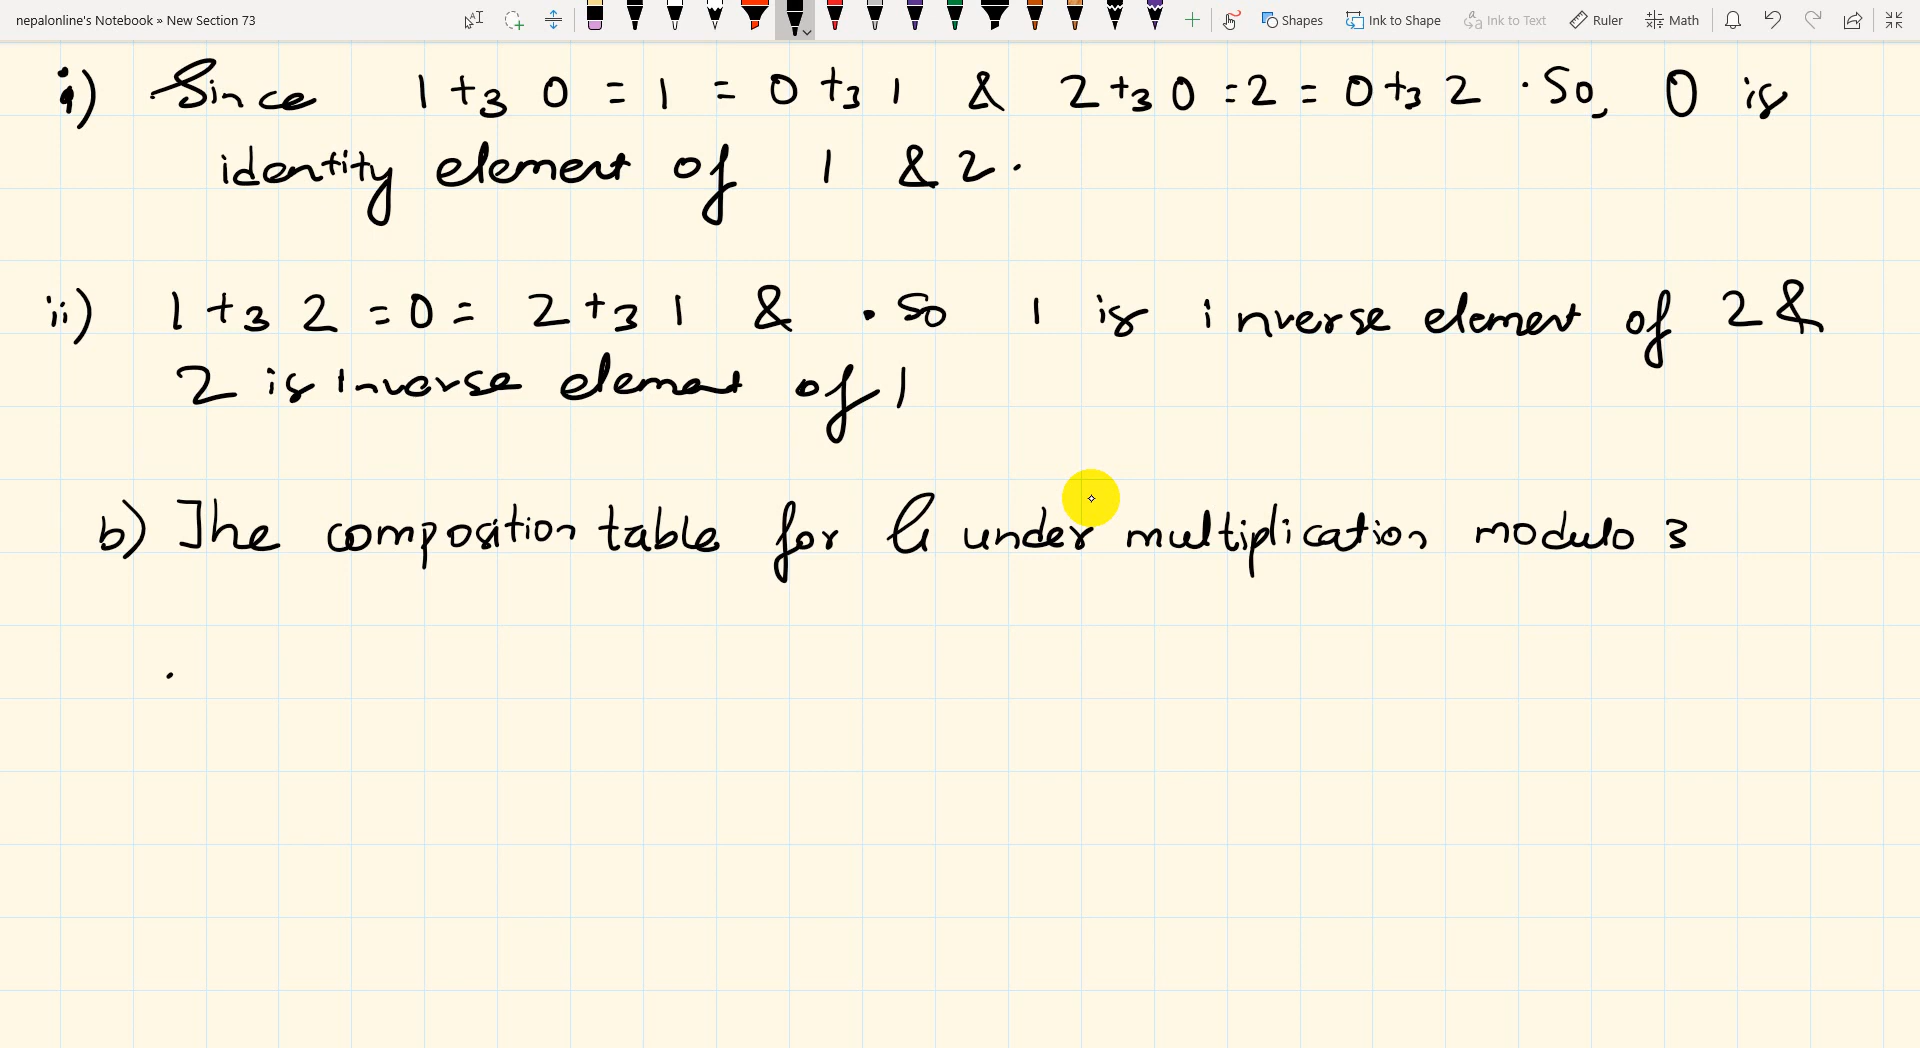 nepalonline's Notebook » New Section 73 Shapes Ink to Shape Ink to Text Ruler Math
i) Since 1 +₃ 0 = 1 = 0 +₃ 1 & 2 +₃ 0 = 2 = 0 +₃ 2 . So, 0 is
identity element of 1 & 2.
ii) 1 +₃ 2 = 0 = 2 +₃ 1 & . So 1 is inverse element of 2 &
2 is inverse element of 1
b) The composition table for G under multiplication modulo 3